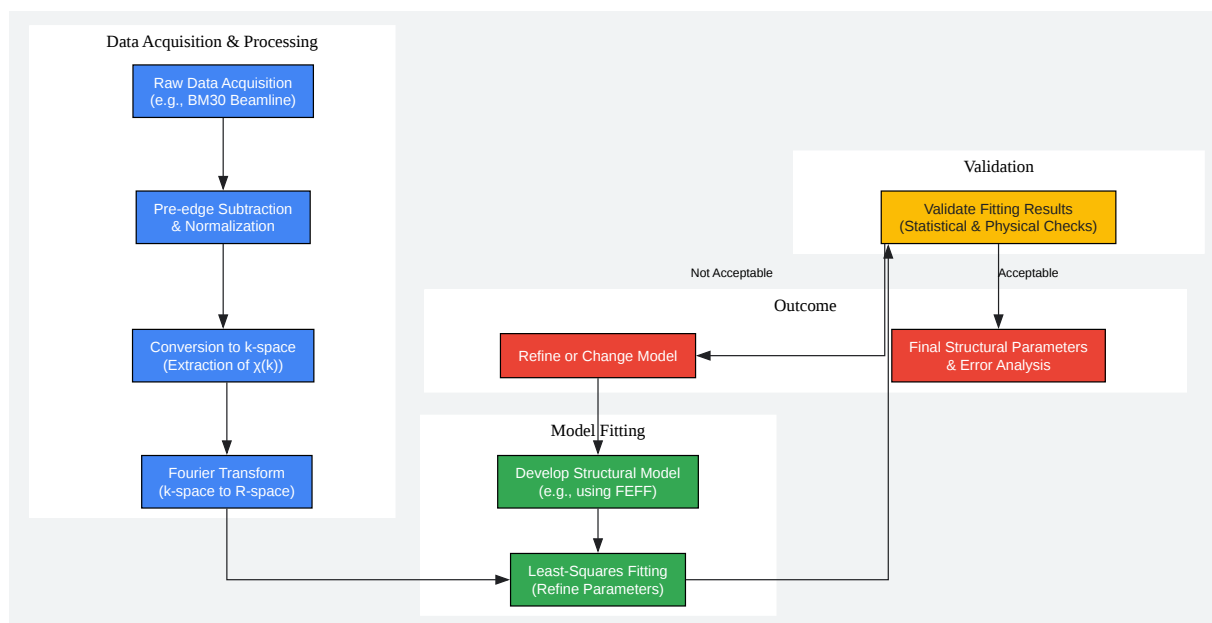 Data Acquisition & Processing
Raw Data Acquisition
(e.g., BM30 Beamline)
Pre-edge Subtraction
& Normalization
Conversion to k-space
(Extraction of χ(k))
Fourier Transform
(k-space to R-space)
Validation
Validate Fitting Results
(Statistical & Physical Checks)
Not Acceptable
Acceptable
Outcome
Refine or Change Model
Final Structural Parameters
& Error Analysis
Model Fitting
Develop Structural Model
(e.g., using FEFF)
Least-Squares Fitting
(Refine Parameters)